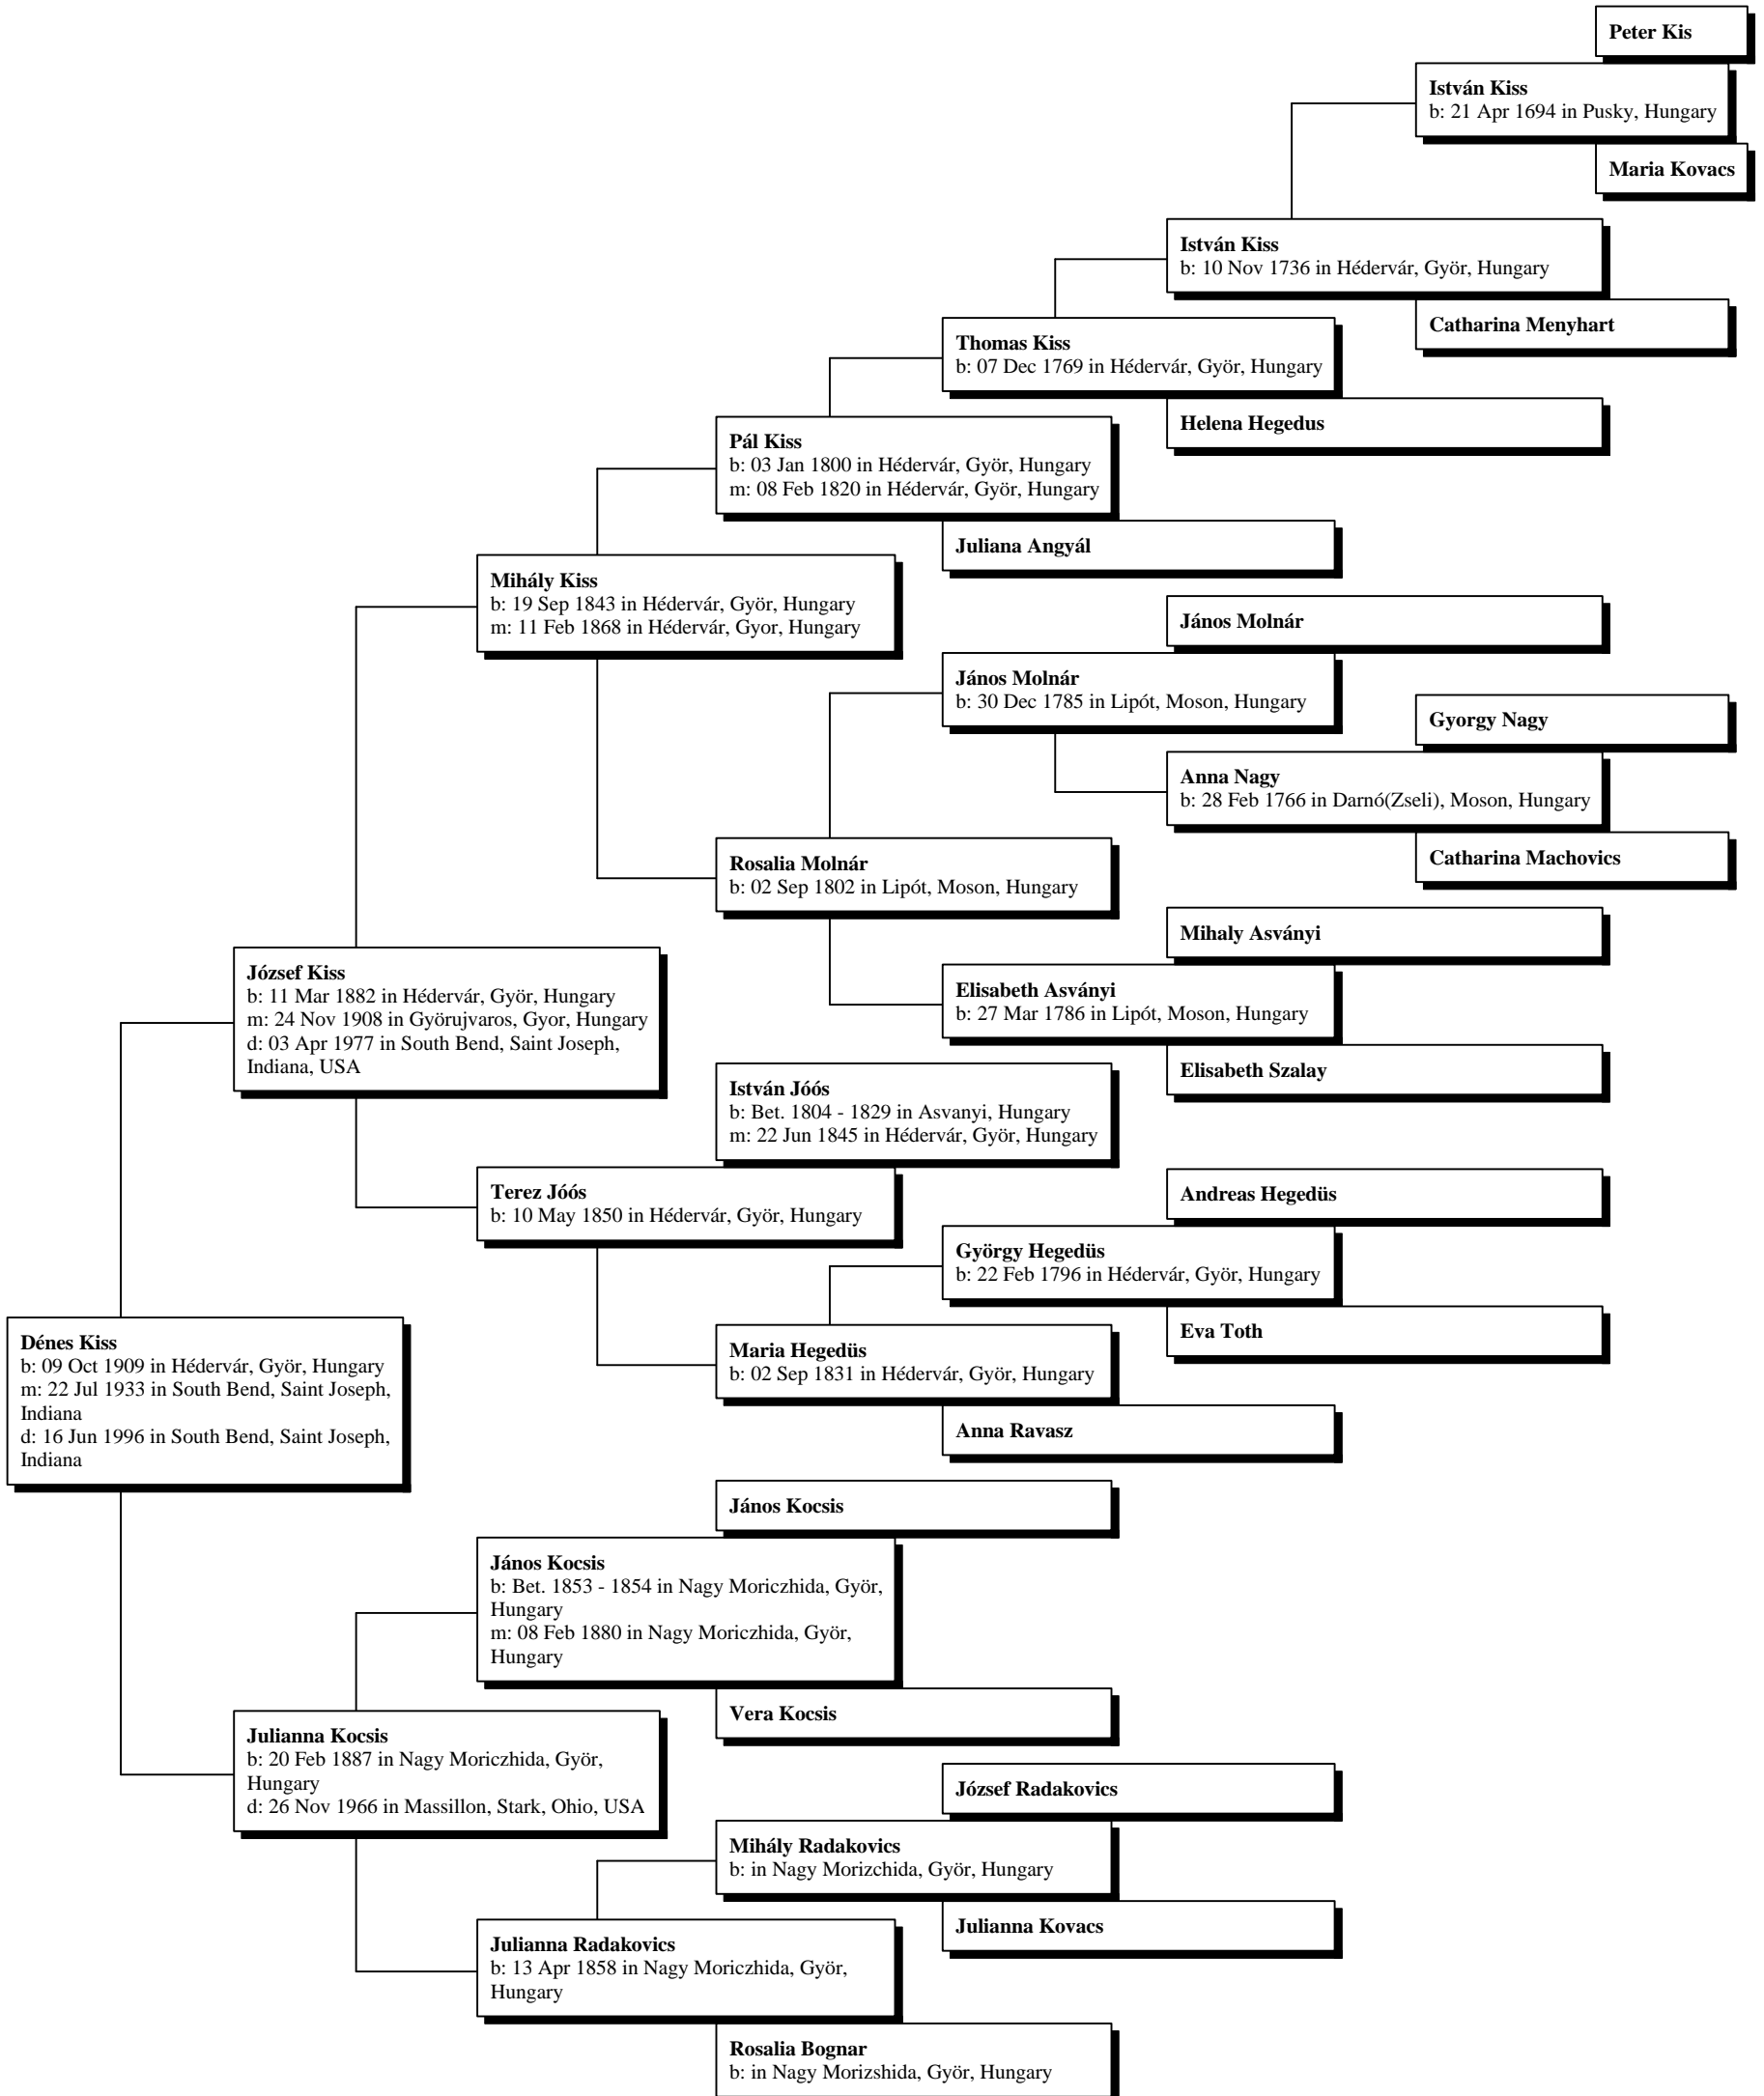 Peter Kis
István Kiss
b: 21 Apr 1694 in Pusky, Hungary
Maria Kovacs
István Kiss
b: 10 Nov 1736 in Hédervár, Györ, Hungary
Catharina Menyhart
Thomas Kiss
b: 07 Dec 1769 in Hédervár, Györ, Hungary
Helena Hegedus
Pál Kiss
b: 03 Jan 1800 in Hédervár, Györ, Hungary
m: 08 Feb 1820 in Hédervár, Györ, Hungary
Juliana Angyál
Mihály Kiss
b: 19 Sep 1843 in Hédervár, Györ, Hungary
m: 11 Feb 1868 in Hédervár, Gyor, Hungary
János Molnár
János Molnár
b: 30 Dec 1785 in Lipót, Moson, Hungary
Gyorgy Nagy
Anna Nagy
b: 28 Feb 1766 in Darnó(Zseli), Moson, Hungary
Catharina Machovics
Rosalia Molnár
b: 02 Sep 1802 in Lipót, Moson, Hungary
Mihaly Asványi
Elisabeth Asványi
b: 27 Mar 1786 in Lipót, Moson, Hungary
Elisabeth Szalay
József Kiss
b: 11 Mar 1882 in Hédervár, Györ, Hungary
m: 24 Nov 1908 in Györujvaros, Gyor, Hungary
d: 03 Apr 1977 in South Bend, Saint Joseph,
Indiana, USA
István Jóós
b: Bet. 1804 - 1829 in Asvanyi, Hungary
m: 22 Jun 1845 in Hédervár, Györ, Hungary
Terez Jóós
b: 10 May 1850 in Hédervár, Györ, Hungary
Andreas Hegedüs
György Hegedüs
b: 22 Feb 1796 in Hédervár, Györ, Hungary
Eva Toth
Maria Hegedüs
b: 02 Sep 1831 in Hédervár, Györ, Hungary
Anna Ravasz
Dénes Kiss
b: 09 Oct 1909 in Hédervár, Györ, Hungary
m: 22 Jul 1933 in South Bend, Saint Joseph,
Indiana
d: 16 Jun 1996 in South Bend, Saint Joseph,
Indiana
János Kocsis
János Kocsis
b: Bet. 1853 - 1854 in Nagy Moriczhida, Györ,
Hungary
m: 08 Feb 1880 in Nagy Moriczhida, Györ,
Hungary
Vera Kocsis
Julianna Kocsis
b: 20 Feb 1887 in Nagy Moriczhida, Györ,
Hungary
d: 26 Nov 1966 in Massillon, Stark, Ohio, USA
József Radakovics
Mihály Radakovics
b: in Nagy Morizchida, Györ, Hungary
Julianna Kovacs
Julianna Radakovics
b: 13 Apr 1858 in Nagy Moriczhida, Györ,
Hungary
Rosalia Bognar
b: in Nagy Morizshida, Györ, Hungary